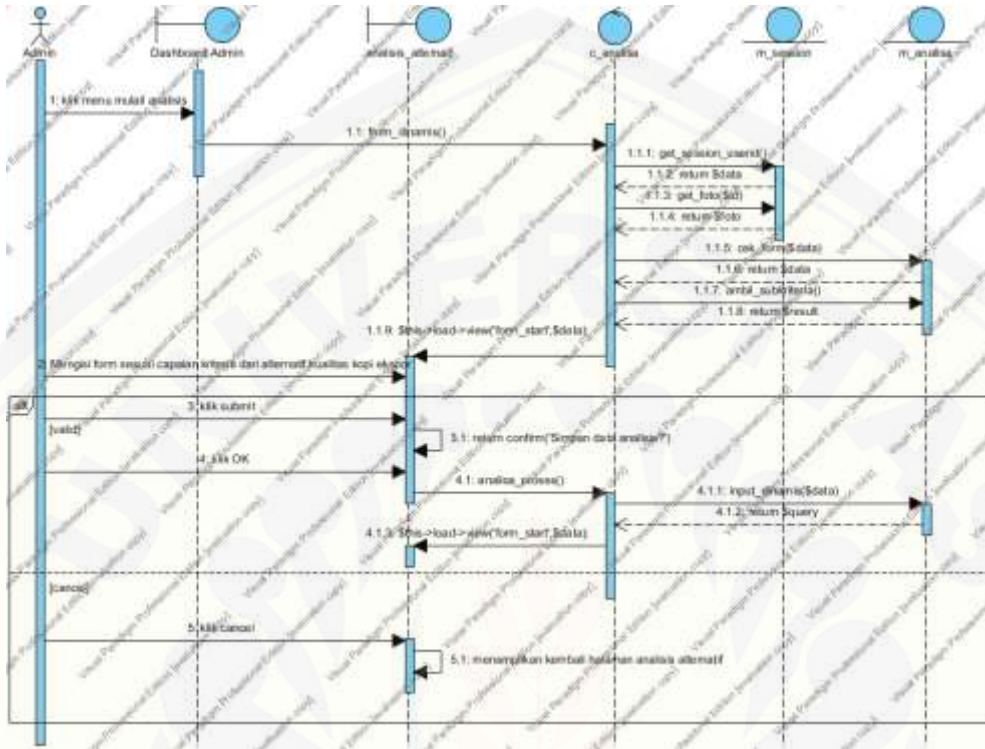 Admin
Dashboard Admin
analisis_alternatif
c_analisa
m_session
m_analisa
1: klik menu mulail analisis
1.1: form_dinamis()
1.1.1: get_session_userid()
1.1.2: return $data
1.1.3: get_foto($id)
1.1.4: return $foto
1.1.5: cek_form($data)
1.1.6: return $data
1.1.7: ambil_subkriteria()
1.1.8: return $result
1.1.9: $this->load->view('form_start',$data);
2: Mengisi form sesuai capaian kriteria dari alternatif kualitas kopi ekspor
alt
3: klik submit
[valid]
3.1: return confirm('Simpan data analisa?')
4: klik OK
4.1: analisa_proses()
4.1.1: input_dinamis($data)
4.1.2: return $query
4.1.3: $this->load->view('form_start',$data);
[cancel]
5: klik cancel
5.1: menampilkan kembali halaman analisis alternatif